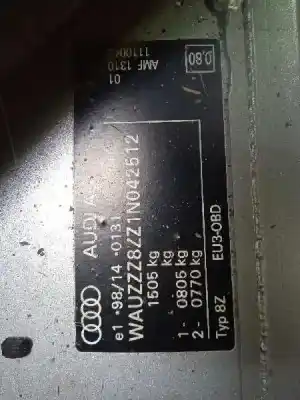 AUDI A
e1*98/14*0131
WAUZZZ8ZZ1N042512
1505 kg
kg
1- 0805 kg
2- 0770 kg
Typ 8Z
EU3-OBD
01
AMF 1310
0,80